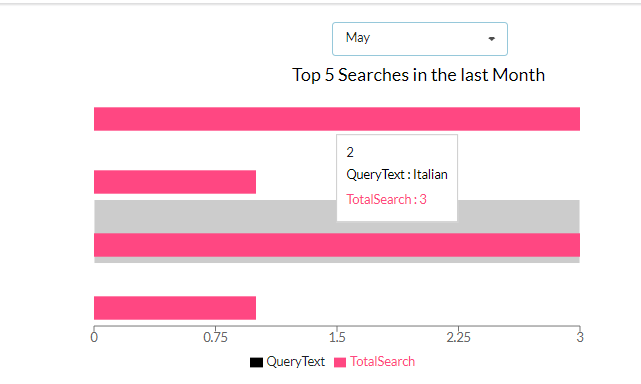 May
Top 5 Searches in the last Month
2
QueryText : Italian
TotalSearch : 3
0 0.75 1.5 2.25 3
QueryText TotalSearch